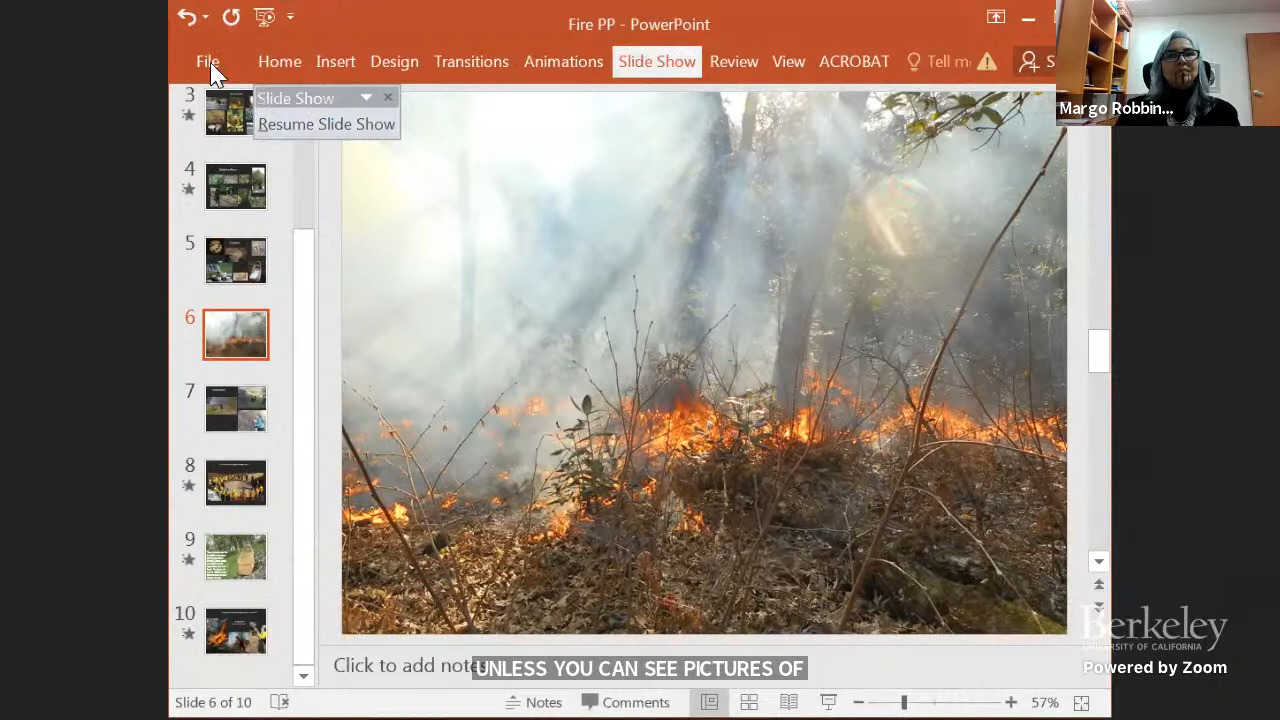 Fire PP - PowerPoint
File Home Insert Design Transitions Animations Slide Show Review View ACROBAT Tell m S
Slide Show
Resume Slide Show
Margo Robbin...
3
4
5
6
7
8
9
10
Click to add note
UNLESS YOU CAN SEE PICTURES OF
Berkeley
UNIVERSITY OF CALIFORNIA
Powered by Zoom
Slide 6 of 10 Notes Comments 57%